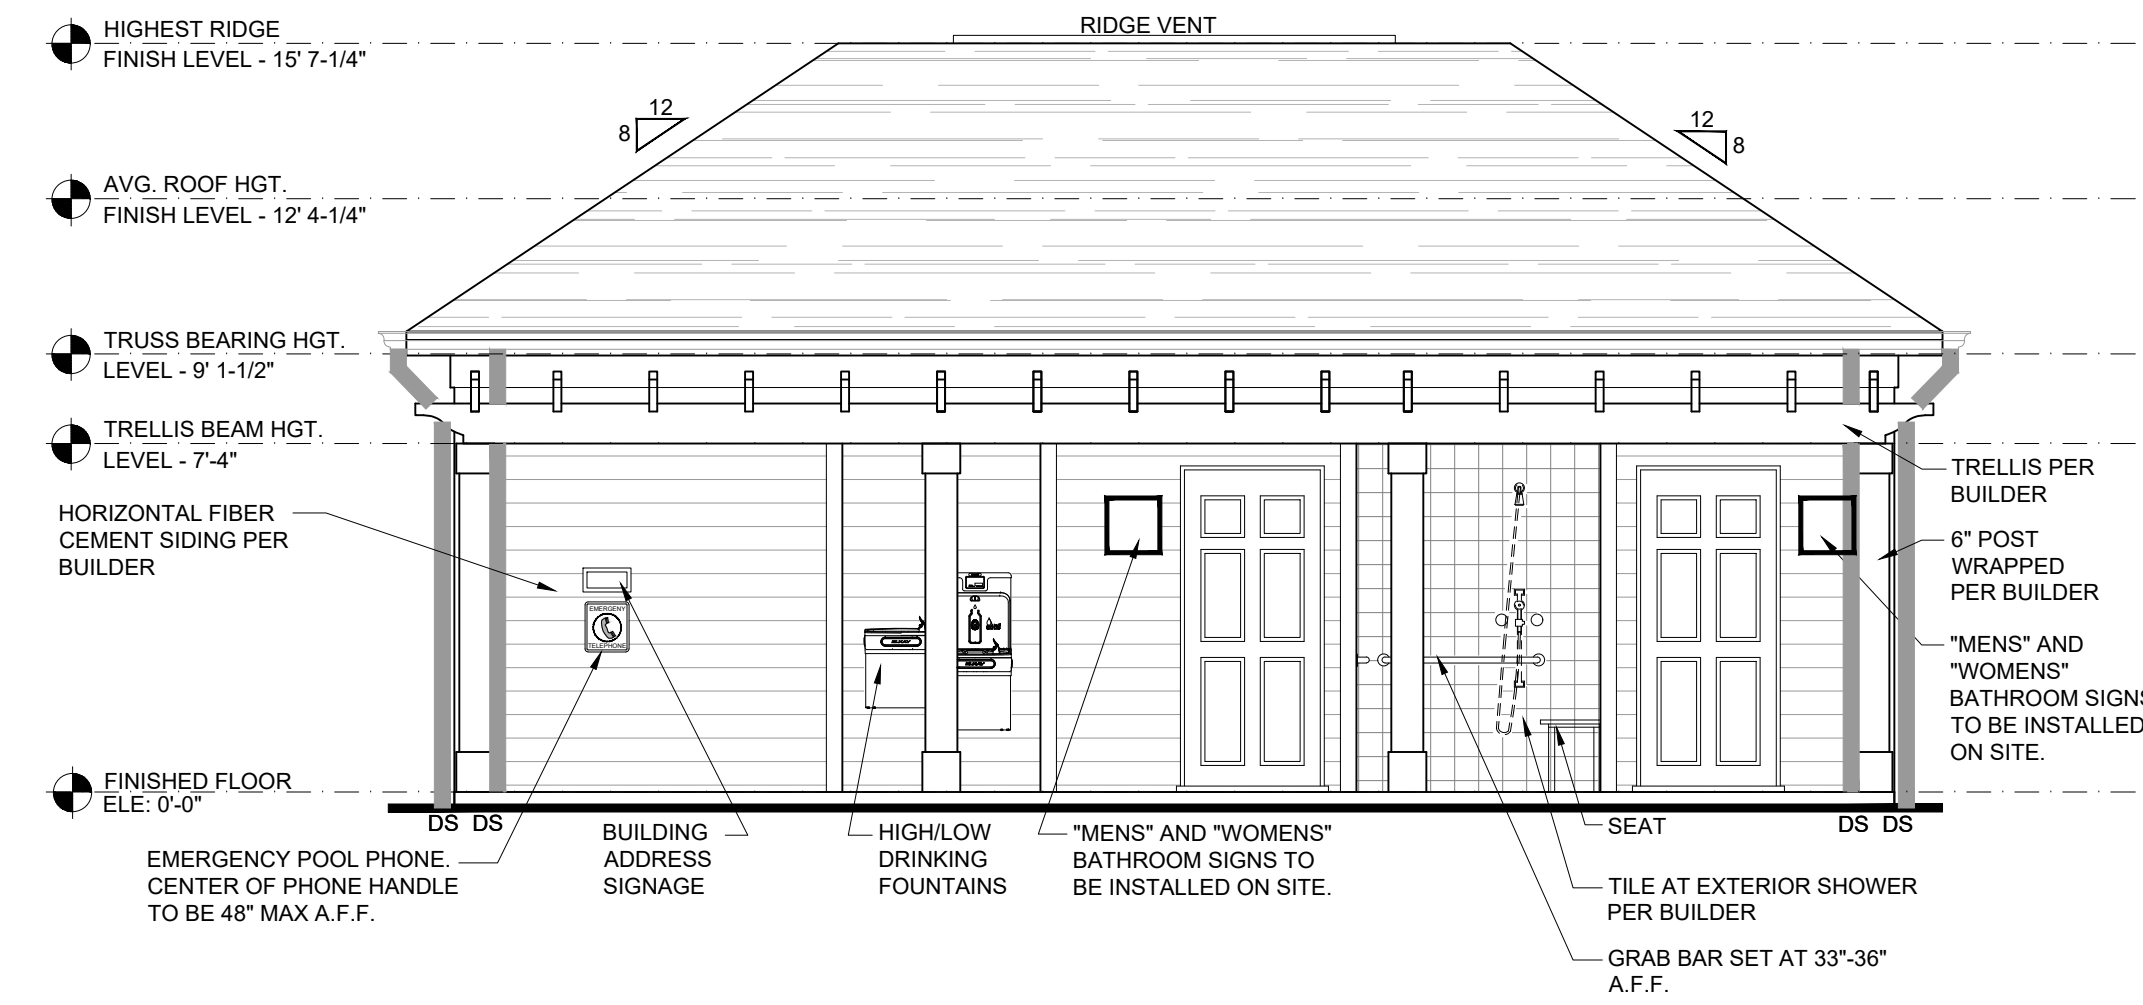 RIDGE VENT
HIGHEST RIDGE
FINISH LEVEL - 15' 7-1/4"
12
8
12
8
AVG. ROOF HGT.
FINISH LEVEL - 12' 4-1/4"
TRUSS BEARING HGT.
LEVEL - 9' 1-1/2"
TRELLIS BEAM HGT.
LEVEL - 7'-4"
HORIZONTAL FIBER
CEMENT SIDING PER
BUILDER
TRELLIS PER
BUILDER
6" POST
WRAPPED
PER BUILDER
"MENS" AND
"WOMENS"
BATHROOM SIGNS
TO BE INSTALLED
ON SITE.
EMERGENY
TELEPHONE
FINISHED FLOOR
ELE: 0'-0"
DS DS
DS DS
EMERGENCY POOL PHONE.
CENTER OF PHONE HANDLE
TO BE 48" MAX A.F.F.
BUILDING
ADDRESS
SIGNAGE
HIGH/LOW
DRINKING
FOUNTAINS
"MENS" AND "WOMENS"
BATHROOM SIGNS TO
BE INSTALLED ON SITE.
SEAT
TILE AT EXTERIOR SHOWER
PER BUILDER
GRAB BAR SET AT 33"-36"
A.F.F.